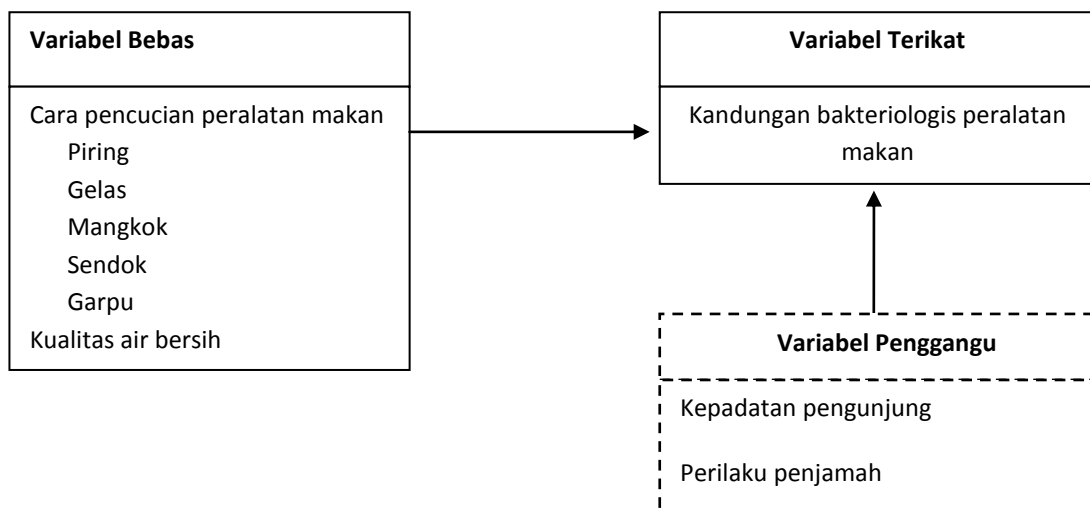 Variabel Bebas
Cara pencucian peralatan makan
Piring
Gelas
Mangkok
Sendok
Garpu
Kualitas air bersih
Variabel Terikat
Kandungan bakteriologis peralatan
makan
Variabel Penggangu
Kepadatan pengunjung
Perilaku penjamah